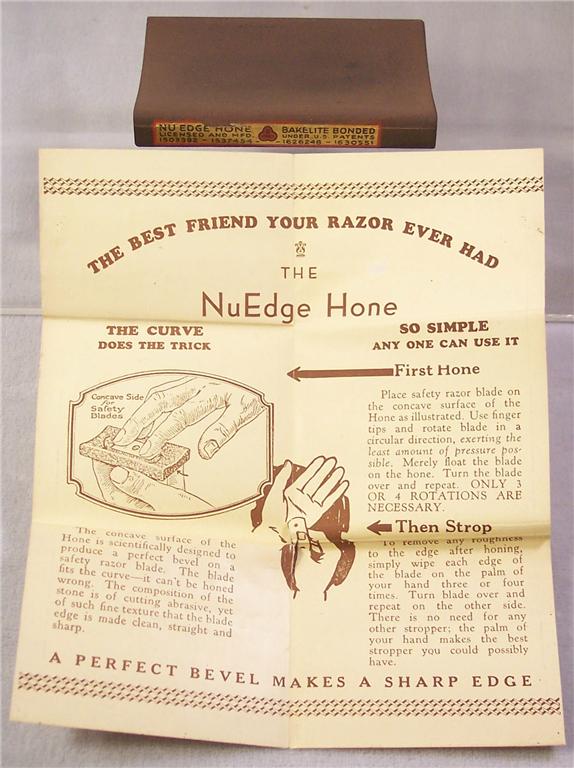 NU EDGE HONE BAKELITE BONDED
LICENSED AND MFD. UNDER U.S. PATENTS
1503392 - 1537454 - 1626246 - 1630551
THE BEST FRIEND YOUR RAZOR EVER HAD
THE
NuEdge Hone
THE CURVE
DOES THE TRICK
Concave Side
for
Safety
Blades
The concave surface of the
Hone is scientifically designed to
produce a perfect bevel on a
safety razor blade. The blade
fits the curve—it can't be honed
wrong. The composition of the
stone is of cutting abrasive, yet
of such fine texture that the blade
edge is made clean, straight and
sharp.
SO SIMPLE
ANY ONE CAN USE IT
First Hone
Place safety razor blade on
the concave surface of the
Hone as illustrated. Use finger
tips and rotate blade in a
circular direction, exerting the
least amount of pressure pos-
sible. Merely float the blade
on the hone. Turn the blade
over and repeat. ONLY 3
OR 4 ROTATIONS ARE
NECESSARY.
Then Strop
To remove any roughness
to the edge after honing,
simply wipe each edge of
the blade on the palm of
your hand three or four
times. Turn blade over and
repeat on the other side.
There is no need for any
other stropper; the palm of
your hand makes the best
stropper you could possibly
have.
A PERFECT BEVEL MAKES A SHARP EDGE